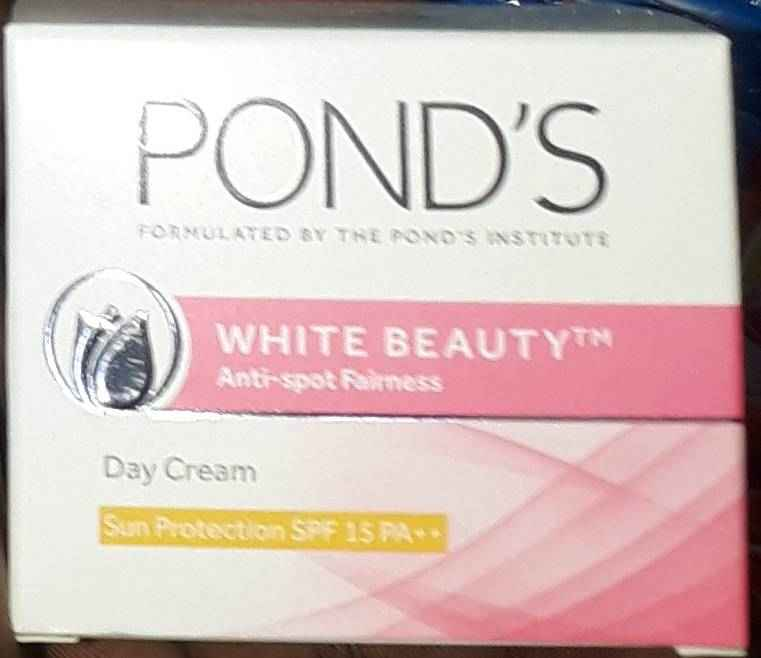 POND'S
FORMULATED BY THE POND'S INSTITUTE
WHITE BEAUTY™
Anti-spot Fairness
Day Cream
Sun Protection SPF 15 PA++